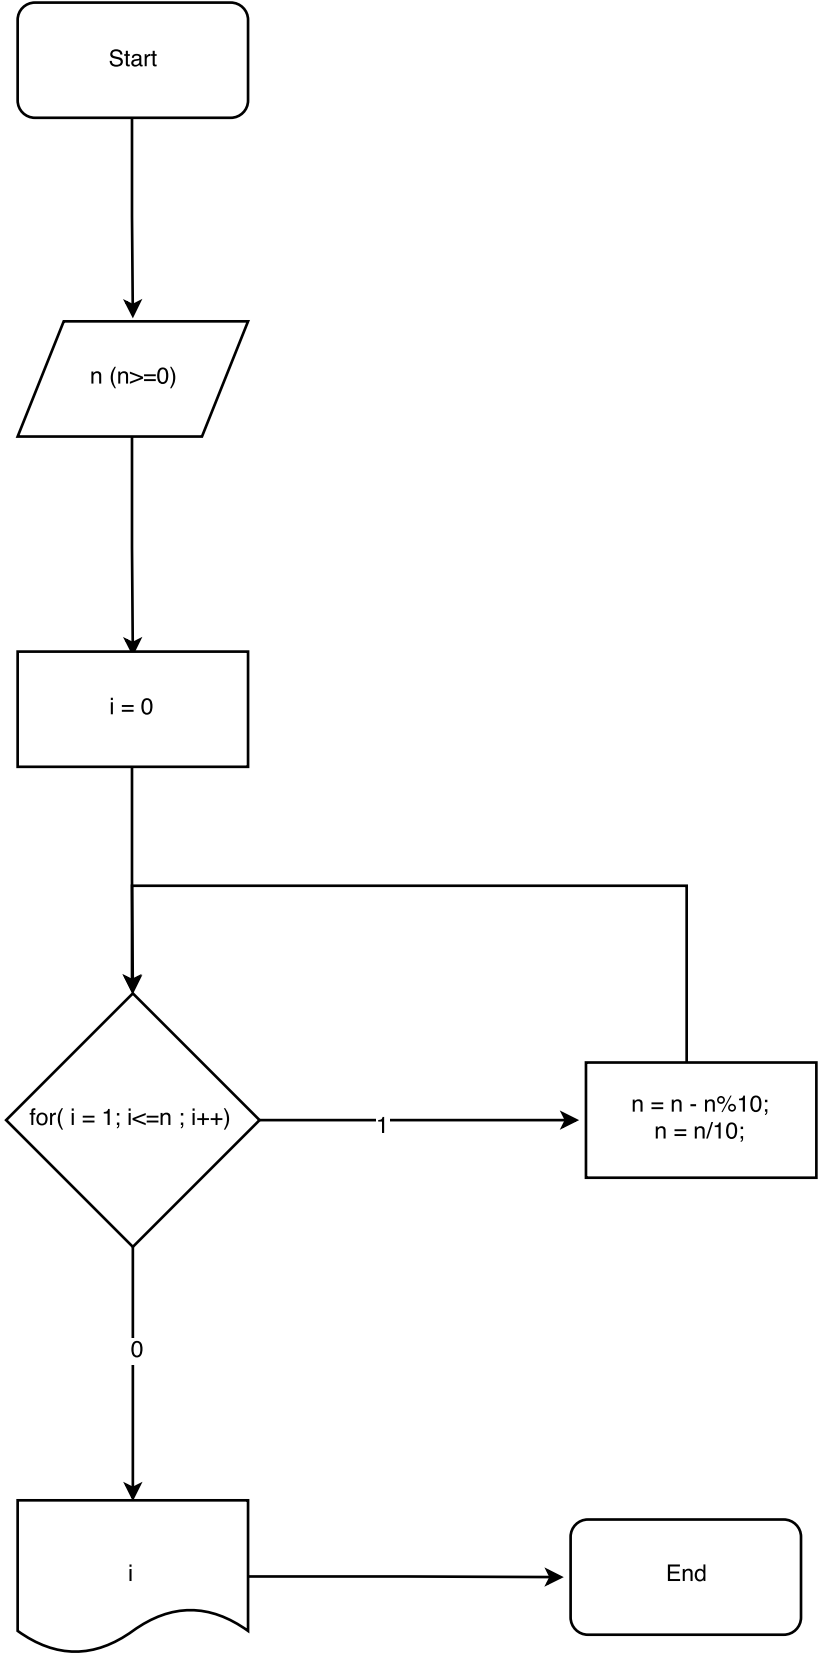 Start
n (n>=0)
i = 0
for( i = 1; i<=n ; i++)
1
n = n - n%10;
n = n/10;
0
i
End